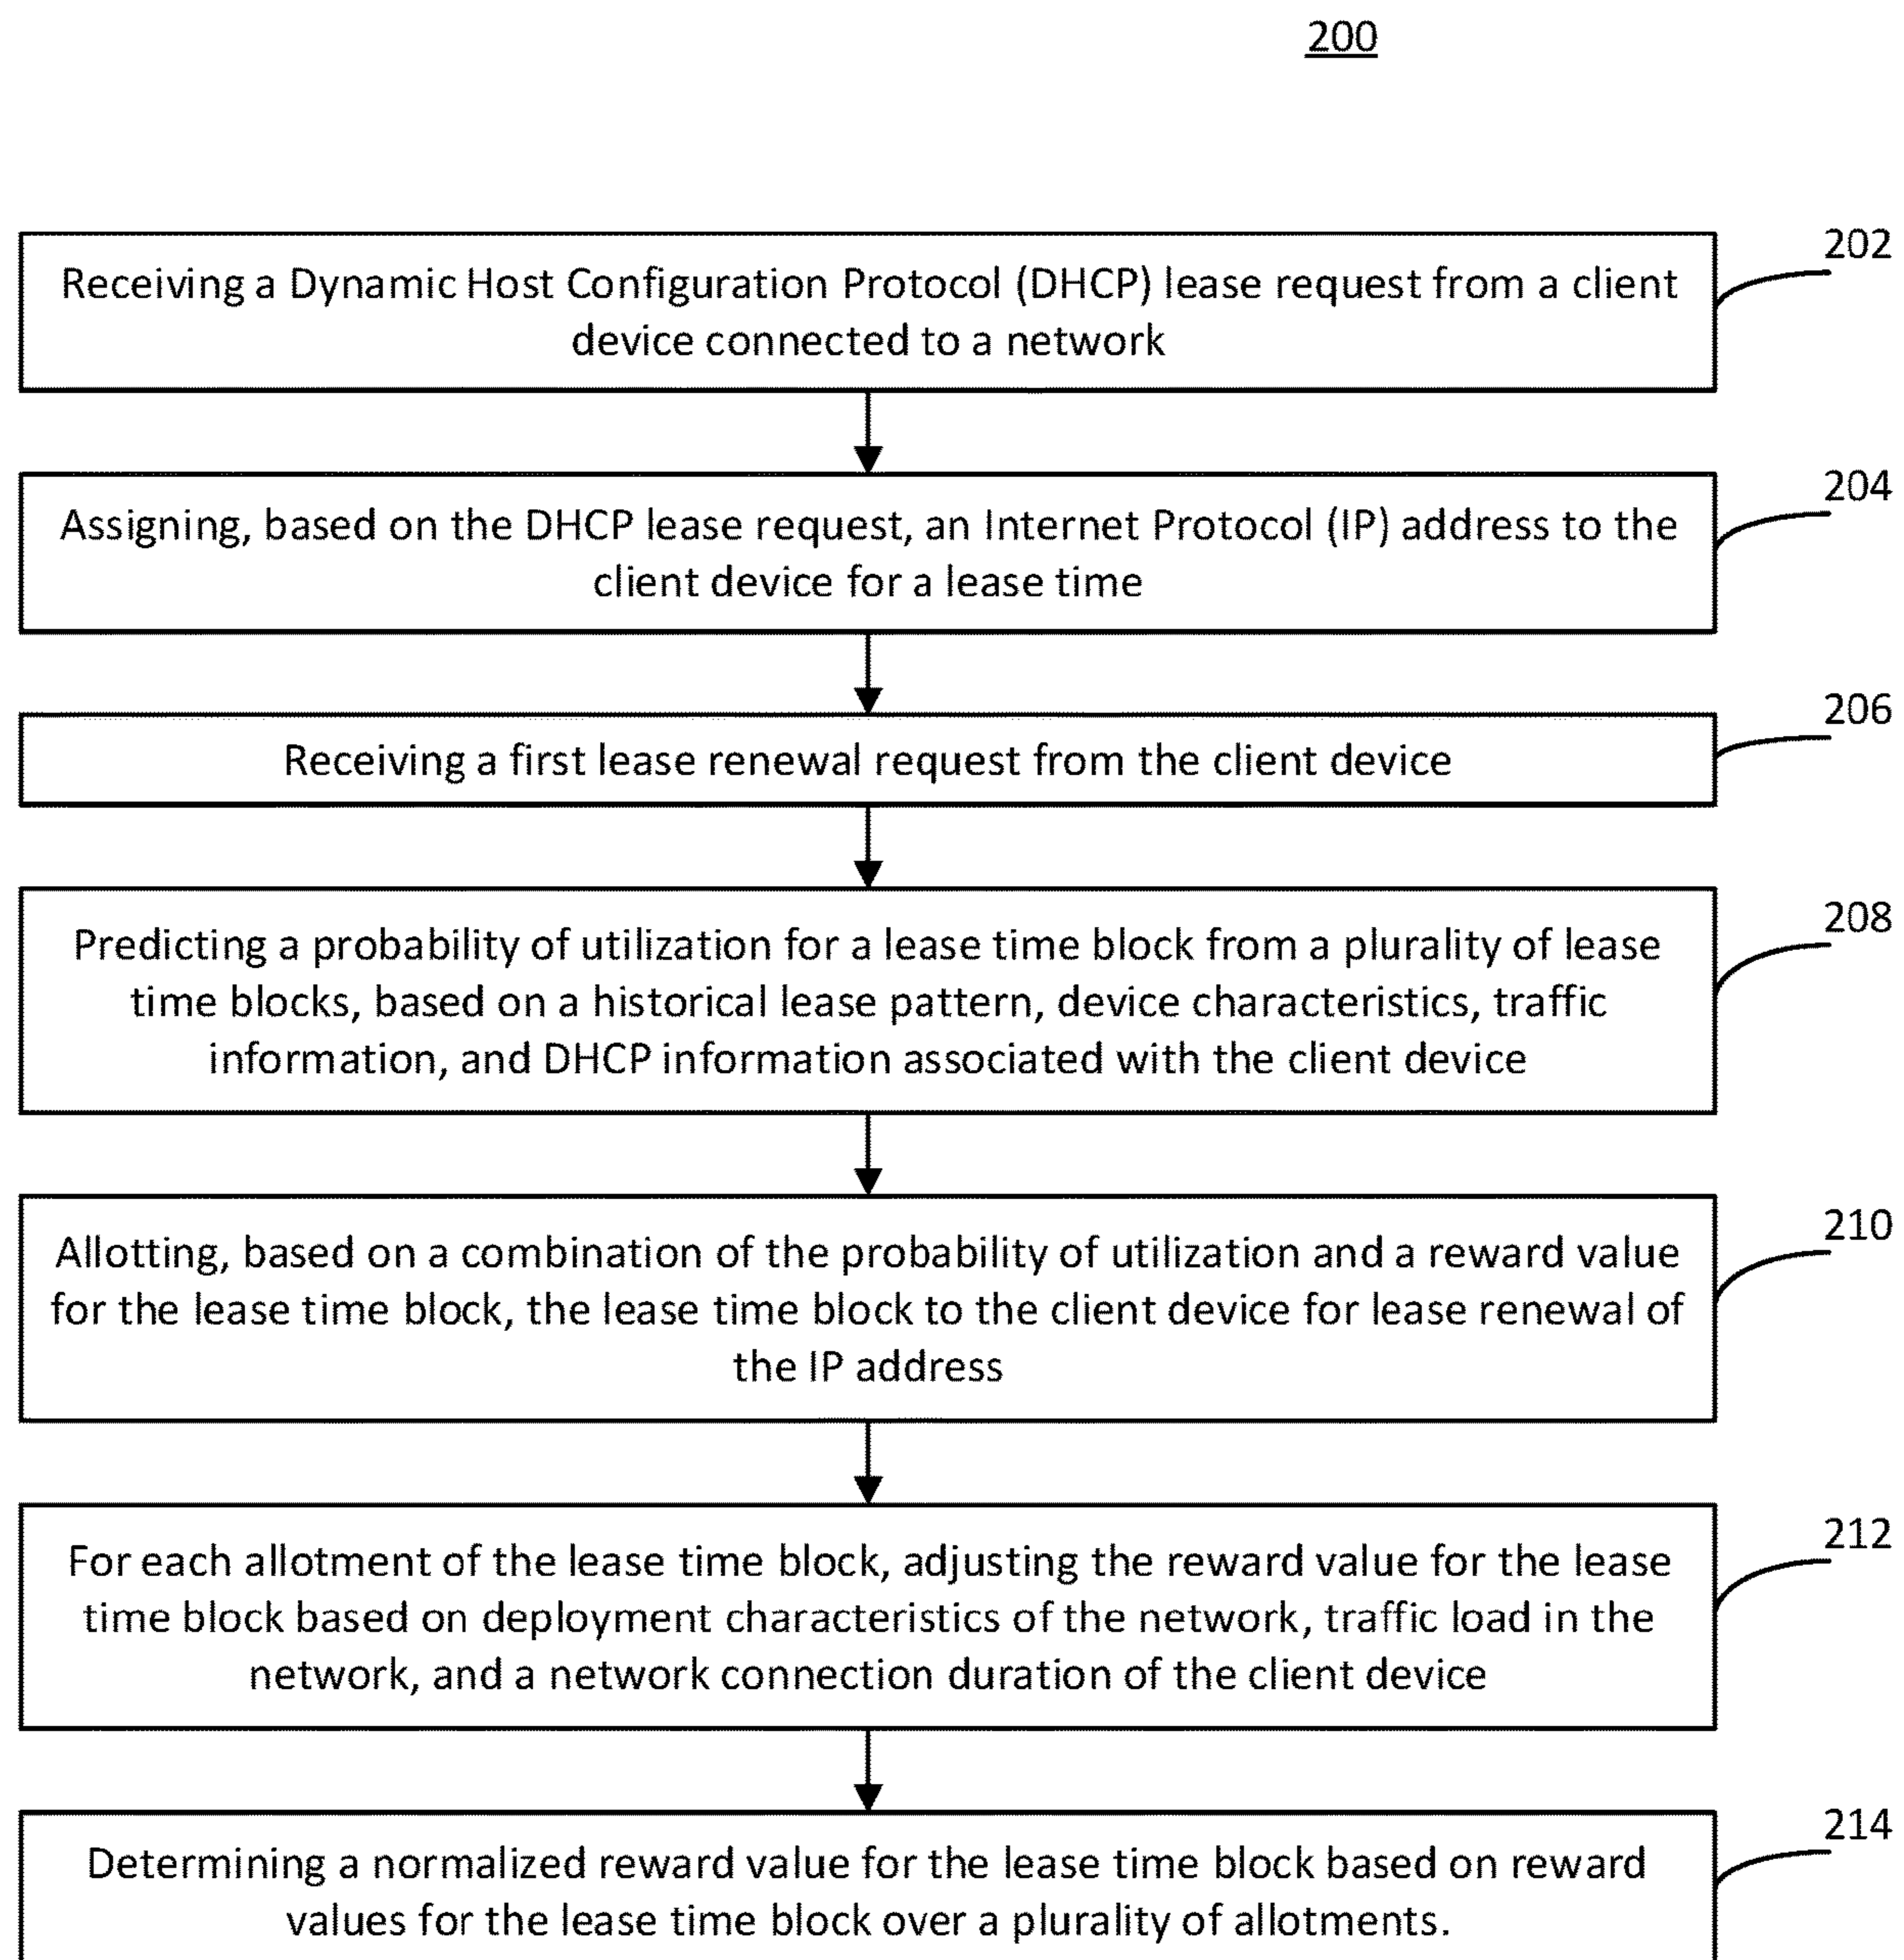 200
202
Receiving a Dynamic Host Configuration Protocol (DHCP) lease request from a client
device connected to a network
204
Assigning, based on the DHCP lease request, an Internet Protocol (IP) address to the
client device for a lease time
206
Receiving a first lease renewal request from the client device
208
Predicting a probability of utilization for a lease time block from a plurality of lease
time blocks, based on a historical lease pattern, device characteristics, traffic
information, and DHCP information associated with the client device
210
Allotting, based on a combination of the probability of utilization and a reward value
for the lease time block, the lease time block to the client device for lease renewal of
the IP address
212
For each allotment of the lease time block, adjusting the reward value for the lease
time block based on deployment characteristics of the network, traffic load in the
network, and a network connection duration of the client device
214
Determining a normalized reward value for the lease time block based on reward
values for the lease time block over a plurality of allotments.